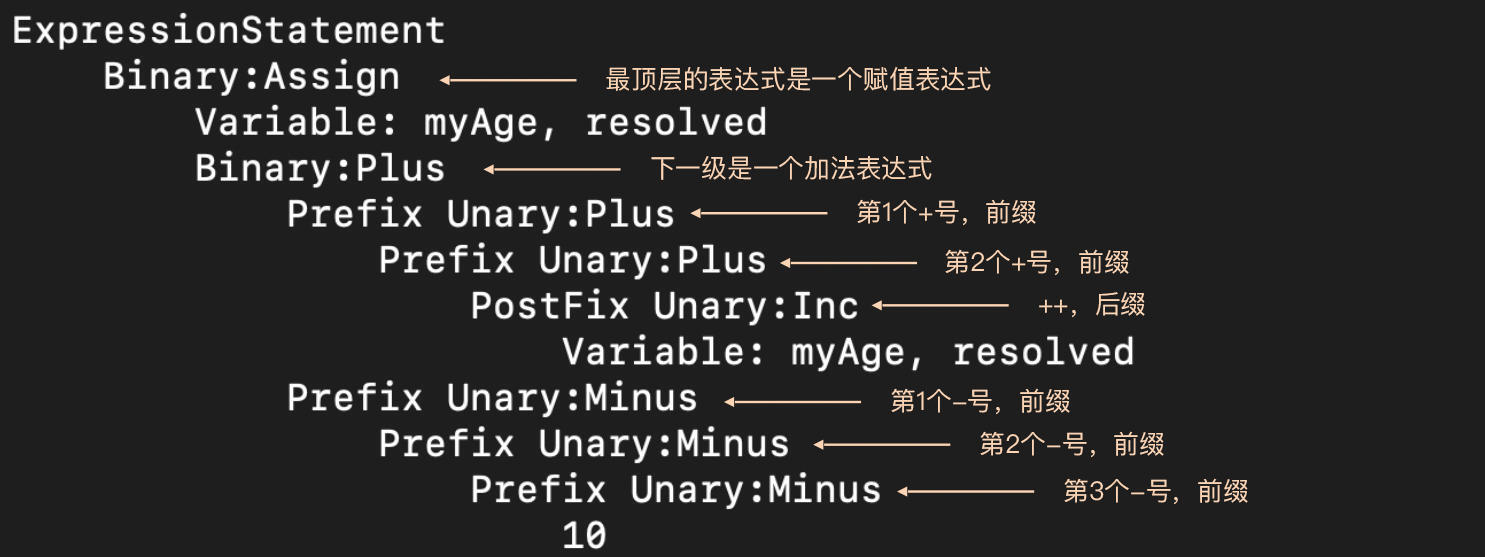 ExpressionStatement
Binary:Assign 最顶层的表达式是一个赋值表达式
Variable: myAge, resolved
Binary:Plus 下一级是一个加法表达式
Prefix Unary:Plus 第1个+号，前缀
Prefix Unary:Plus 第2个+号，前缀
PostFix Unary:Inc ++，后缀
Variable: myAge, resolved
Prefix Unary:Minus 第1个-号，前缀
Prefix Unary:Minus 第2个-号，前缀
Prefix Unary:Minus 第3个-号，前缀
10